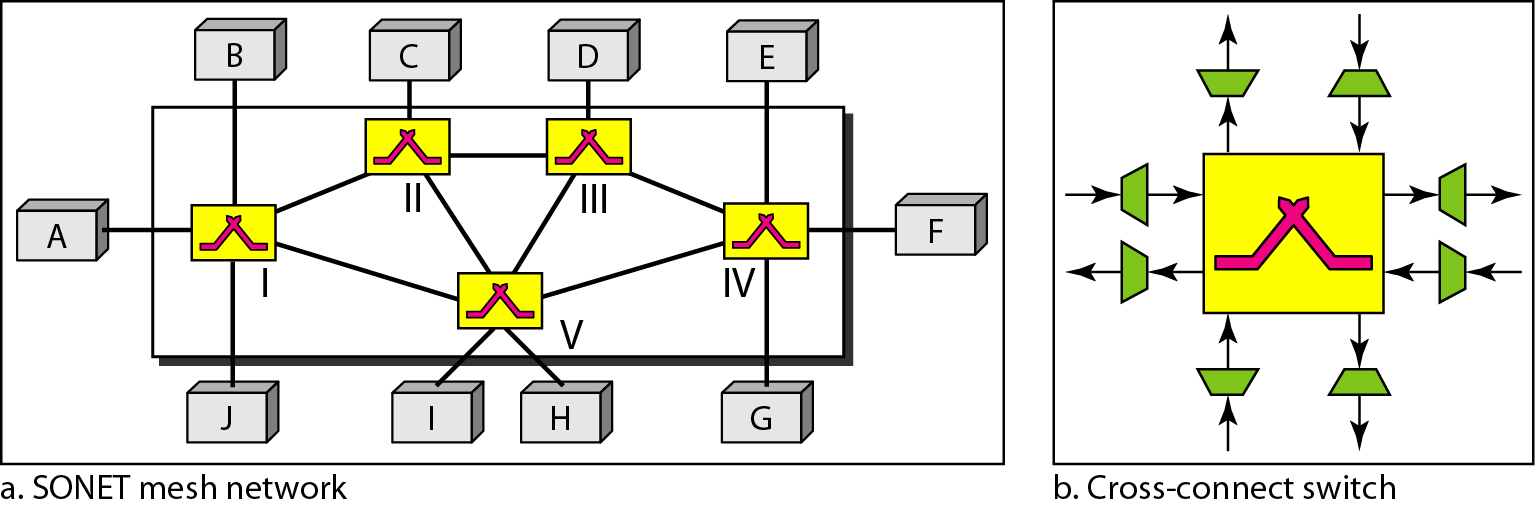 B
C
D
E
A
I
II
III
IV
V
F
J
I
H
G
a. SONET mesh network
b. Cross-connect switch